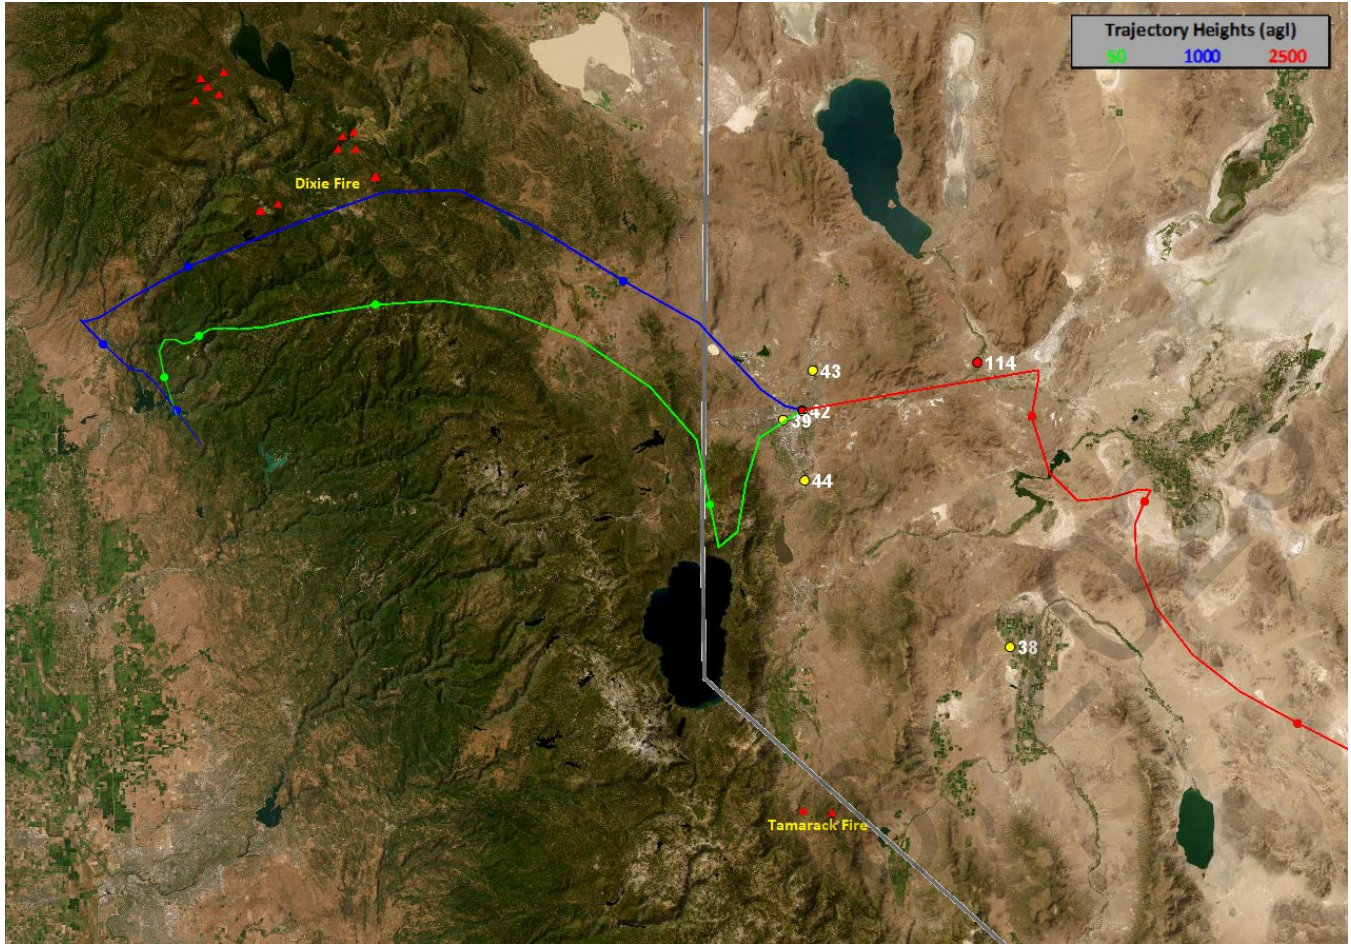 Trajectory Heights (agl)
50 1000 2500
Dixie Fire
114
43
42
39
44
38
Tamarack Fire